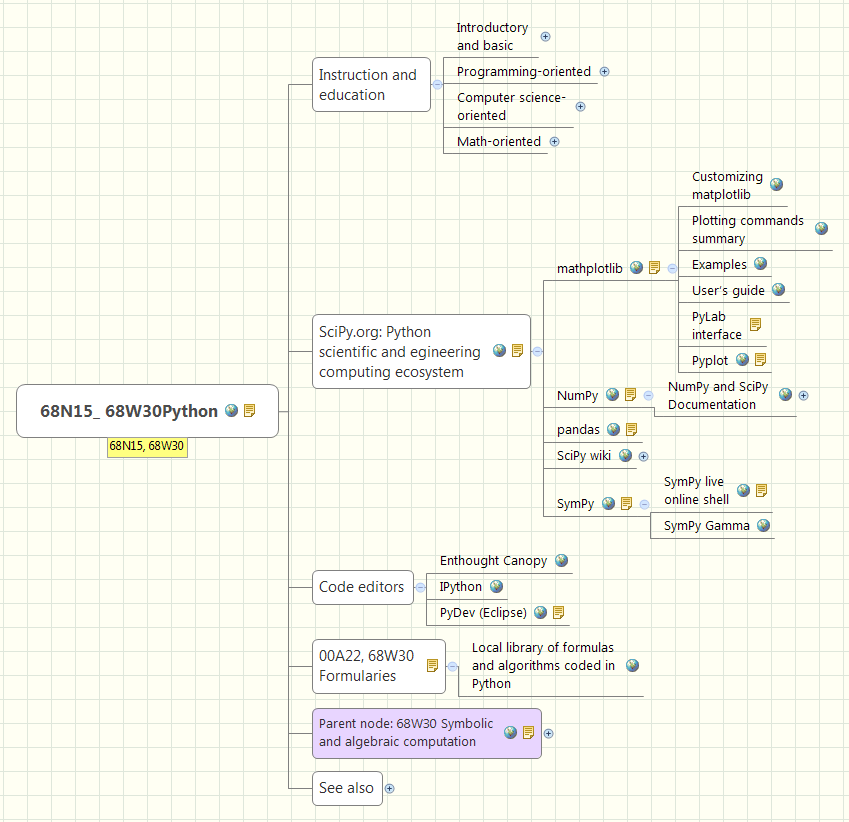 Introductory
and basic
Instruction and
education
Programming-oriented
Computer science-
oriented
Math-oriented
Customizing
matplotlib
Plotting commands
summary
mathplotlib
Examples
User's guide
PyLab
interface
Pyplot
SciPy.org: Python
scientific and egineering
computing ecosystem
NumPy
NumPy and SciPy
Documentation
pandas
SciPy wiki
SymPy
SymPy live
online shell
SymPy Gamma
68N15_ 68W30Python
68N15, 68W30
Code editors
Enthought Canopy
IPython
PyDev (Eclipse)
00A22, 68W30
Formularies
Local library of formulas
and algorithms coded in
Python
Parent node: 68W30 Symbolic
and algebraic computation
See also